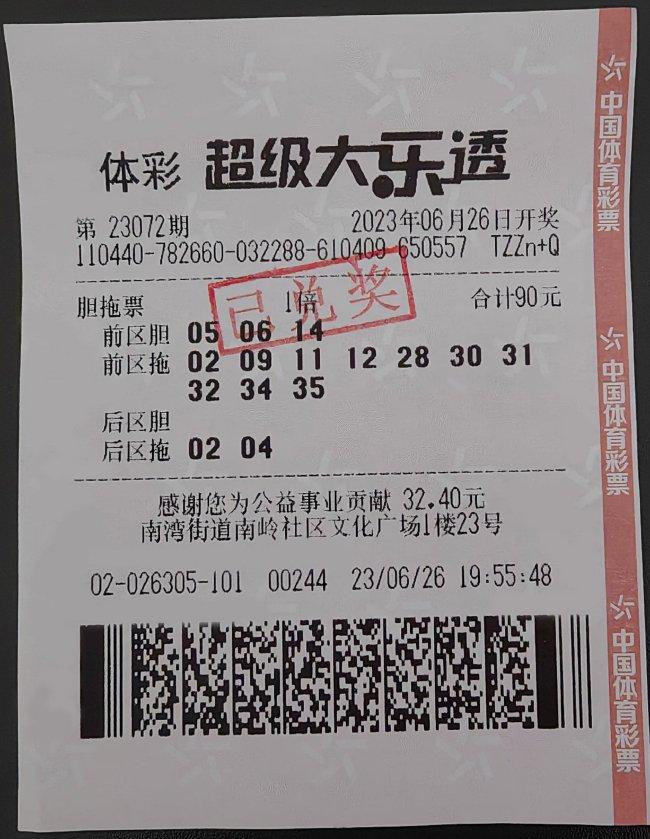 体彩 超级大乐透
第 23072期 2023年06月26日开奖
110440-782660-032288-610409-650557 TZZn+Q
胆拖票 1倍 合计90元
已兑奖
前区胆 05 06 14
前区拖 02 09 11 12 28 30 31
32 34 35
后区胆
后区拖 02 04
感谢您为公益事业贡献 32.40元
南湾街道南岭社区文化广场1楼23号
02-026305-101 00244 23/06/26 19:55:48
中国体育彩票
中国体育彩票
中国体育彩票